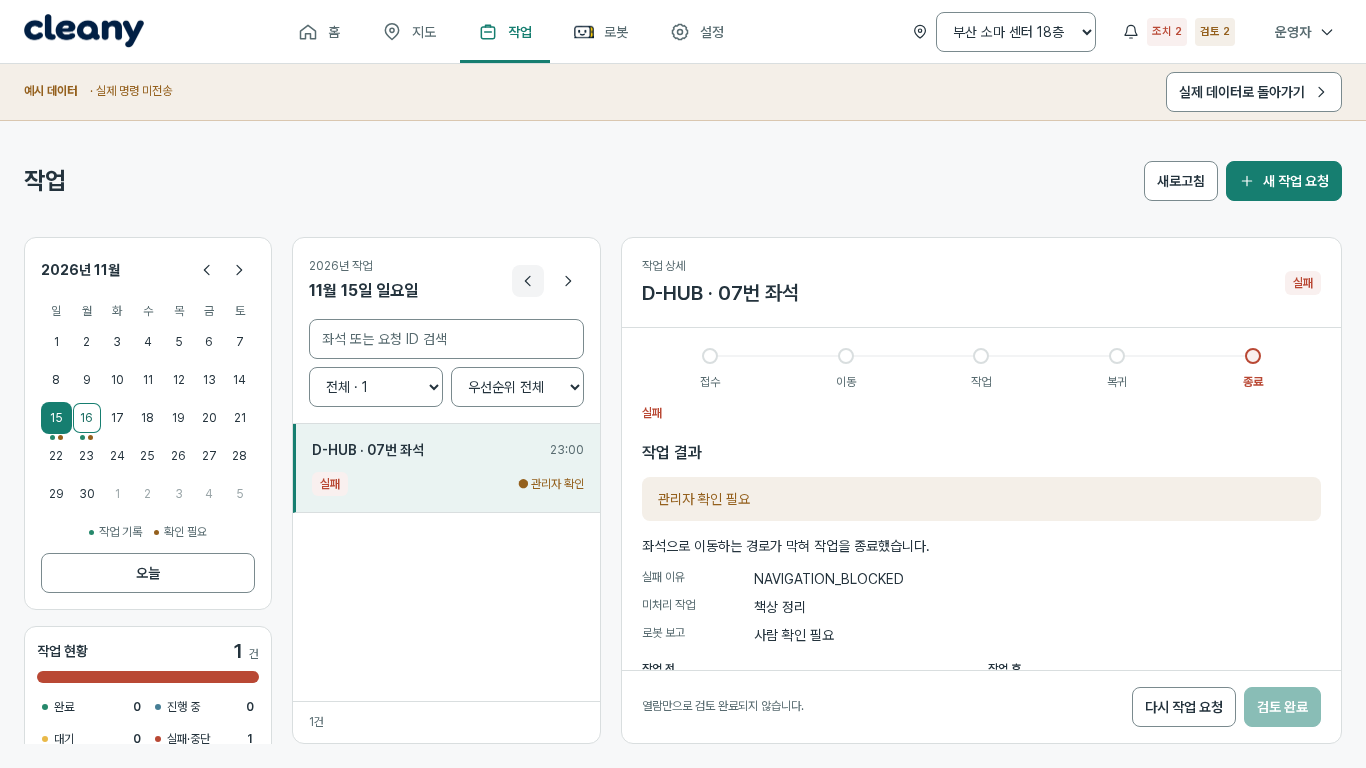 cleany
홈
지도
작업
로봇
설정
부산 소마 센터 18층
조치 2
검토 2
운영자
예시 데이터 · 실제 명령 미전송
실제 데이터로 돌아가기
작업
새로고침
새 작업 요청
2026년 11월
일 월 화 수 목 금 토
1 2 3 4 5 6 7
8 9 10 11 12 13 14
15 16 17 18 19 20 21
22 23 24 25 26 27 28
29 30 1 2 3 4 5
작업 기록 확인 필요
오늘
작업 현황 1 건
완료 0 진행 중 0
대기 0 실패·중단 1
2026년 작업
11월 15일 일요일
좌석 또는 요청 ID 검색
전체 · 1
우선순위 전체
D-HUB · 07번 좌석 23:00
실패 관리자 확인
1건
작업 상세
D-HUB · 07번 좌석
실패
접수 이동 작업 복귀 종료
실패
작업 결과
관리자 확인 필요
좌석으로 이동하는 경로가 막혀 작업을 종료했습니다.
실패 이유 NAVIGATION_BLOCKED
미처리 작업 책상 정리
로봇 보고 사람 확인 필요
작업 전 작업 후
열람만으로 검토 완료되지 않습니다.
다시 작업 요청
검토 완료